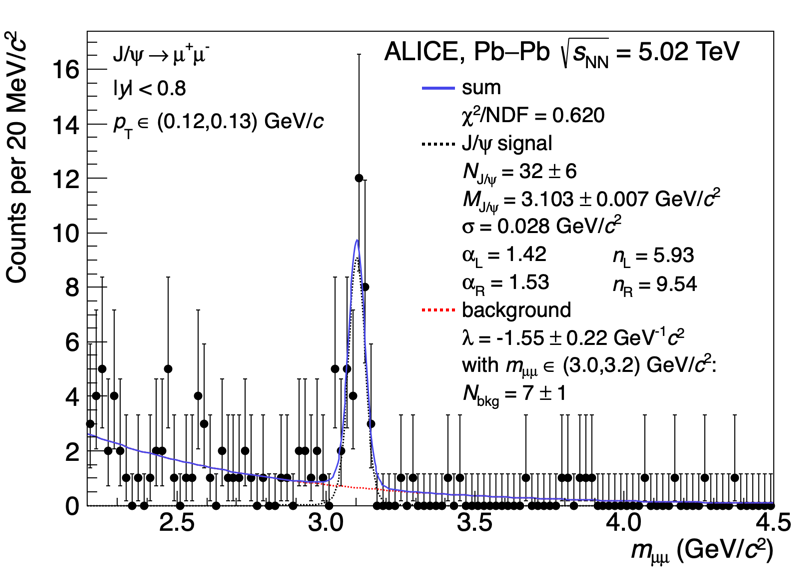 Counts per 20 MeV/c²
16
14
12
10
8
6
4
2
0
J/ψ → μ⁺μ⁻
|y| < 0.8
p_T ∈ (0.12,0.13) GeV/c
ALICE, Pb–Pb √s_NN = 5.02 TeV
sum
χ²/NDF = 0.620
J/ψ signal
N_J/ψ = 32 ± 6
M_J/ψ = 3.103 ± 0.007 GeV/c²
σ = 0.028 GeV/c²
α_L = 1.42 n_L = 5.93
α_R = 1.53 n_R = 9.54
background
λ = -1.55 ± 0.22 GeV⁻¹c²
with m_μμ ∈ (3.0,3.2) GeV/c²:
N_bkg = 7 ± 1
2.5 3.0 3.5 4.0 4.5
m_μμ (GeV/c²)